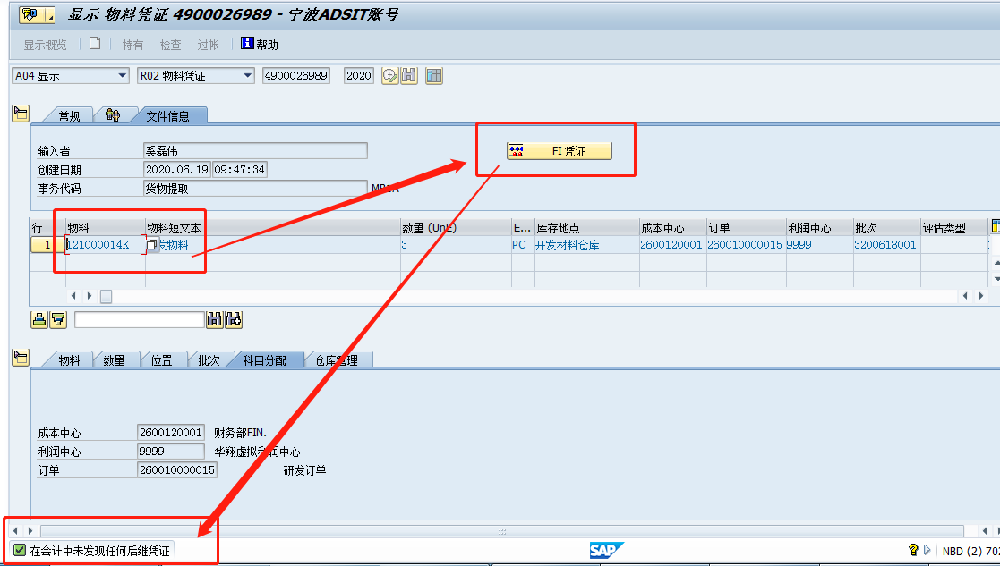 显示 物料凭证 4900026989 - 宁波ADSIT账号
显示概览 持有 检查 过帐 帮助
A04 显示 R02 物料凭证 4900026989 2020
常规 文件信息
输入者 奚磊伟 FI 凭证
创建日期 2020.06.19 09:47:34
事务代码 货物提取
行 物料 物料短文本 数量 (UnE) E... 库存地点 成本中心 订单 利润中心 批次 评估类型
1 121000014K 发物料 3 PC 开发材料仓库 2600120001 260010000015 9999 3200618001
物料 数量 位置 批次 科目分配 仓库管理
成本中心 2600120001 财务部FIN.
利润中心 9999 华翔虚拟利润中心
订单 260010000015 研发订单
在会计中未发现任何后继凭证 SAP NBD (2) 702